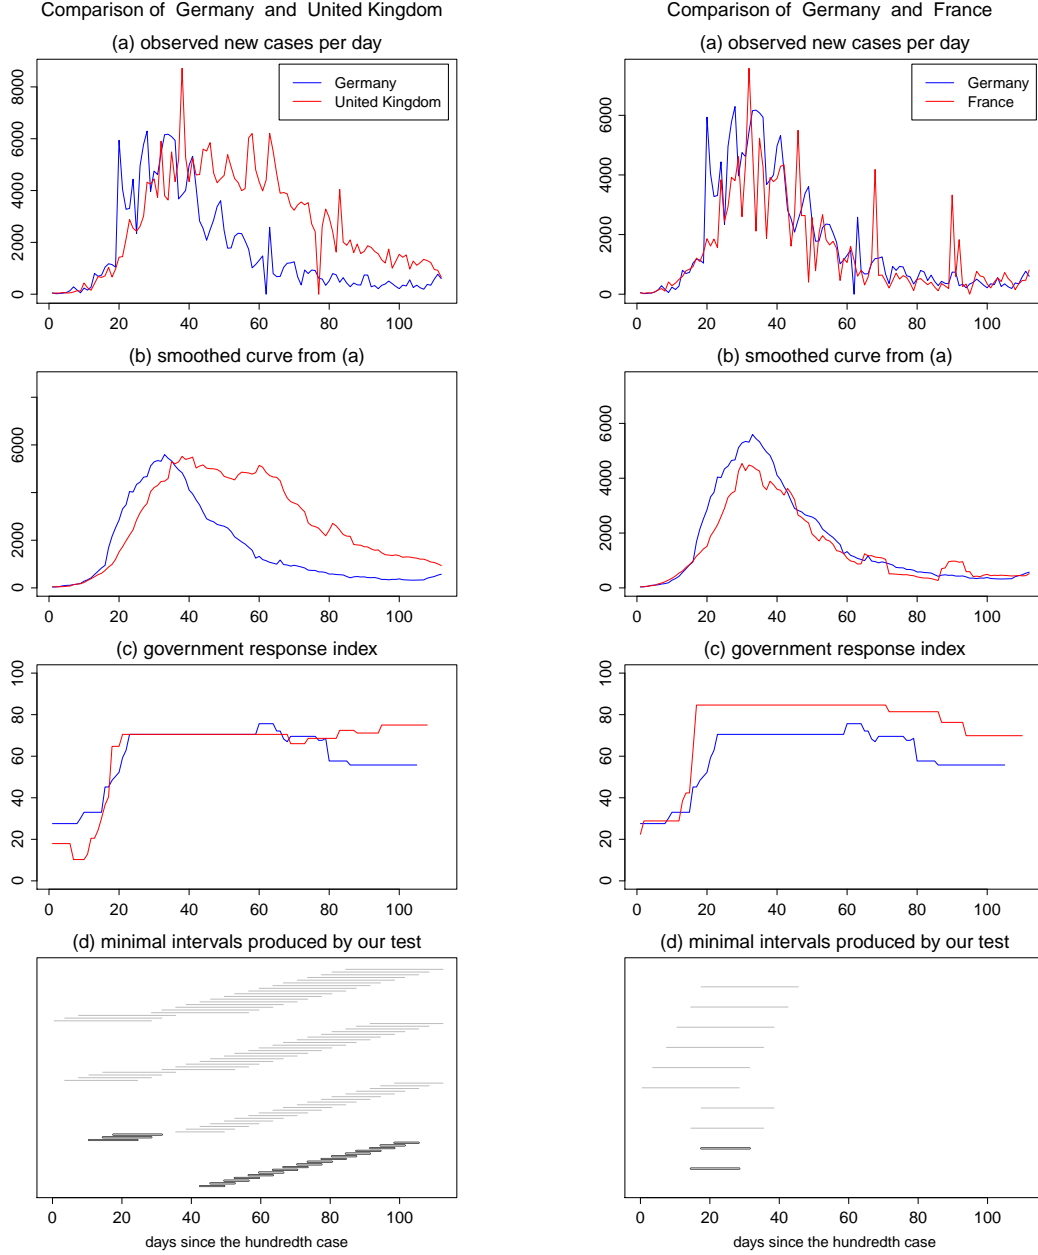 Comparison of Germany and United Kingdom
(a) observed new cases per day
Germany
United Kingdom
0 2000 4000 6000 8000
0 20 40 60 80 100
(b) smoothed curve from (a)
0 2000 4000 6000
0 20 40 60 80 100
(c) government response index
0 20 40 60 80 100
0 20 40 60 80 100
(d) minimal intervals produced by our test
0 20 40 60 80 100
days since the hundredth case
Comparison of Germany and France
(a) observed new cases per day
Germany
France
0 2000 4000 6000
0 20 40 60 80 100
(b) smoothed curve from (a)
0 2000 4000 6000
0 20 40 60 80 100
(c) government response index
0 20 40 60 80 100
0 20 40 60 80 100
(d) minimal intervals produced by our test
0 20 40 60 80 100
days since the hundredth case